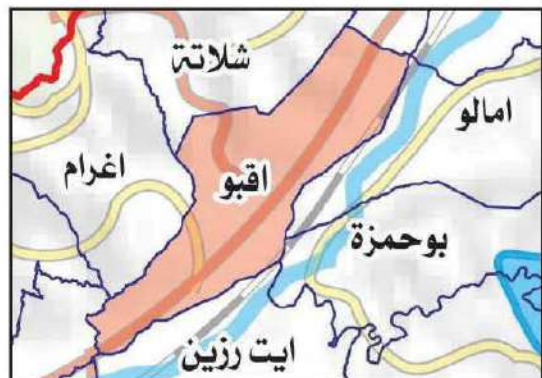 شلاتة
امالو
اغرام
اقبو
بوحمزة
ايت رزين